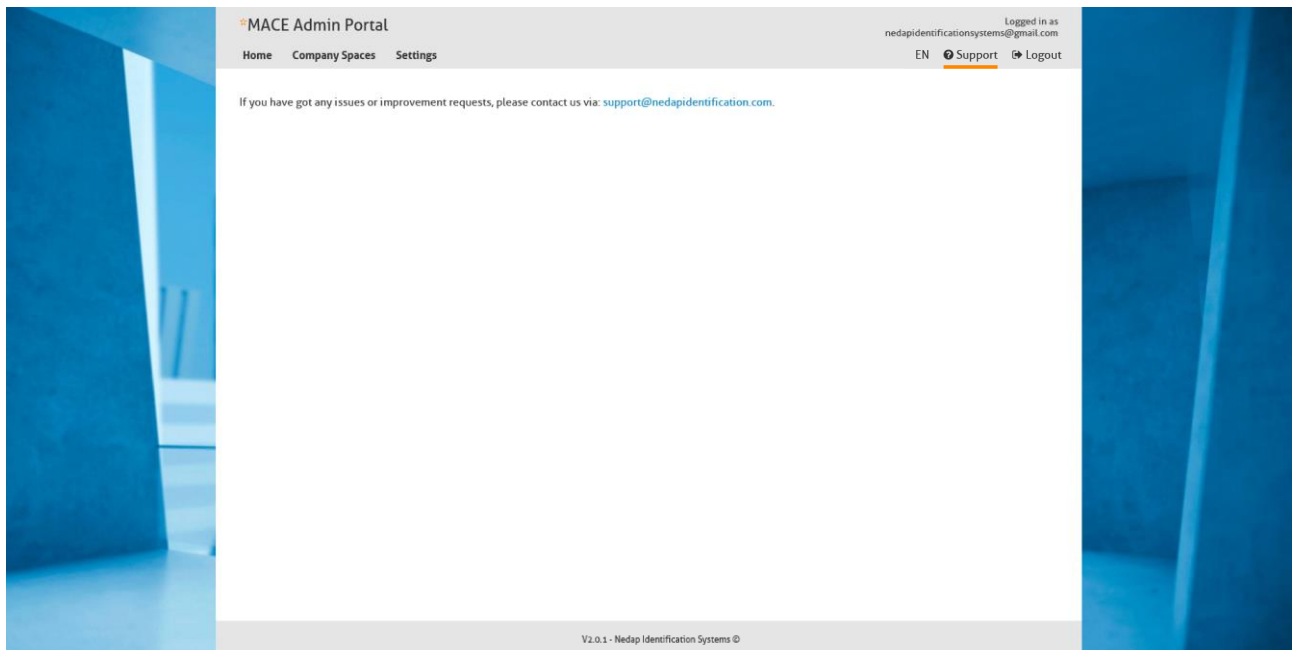 ☆MACE Admin Portal
Logged in as
nedapidentificationsystems@gmail.com
Home Company Spaces Settings
EN Support Logout
If you have got any issues or improvement requests, please contact us via: support@nedapidentification.com.
V2.0.1 - Nedap Identification Systems ©